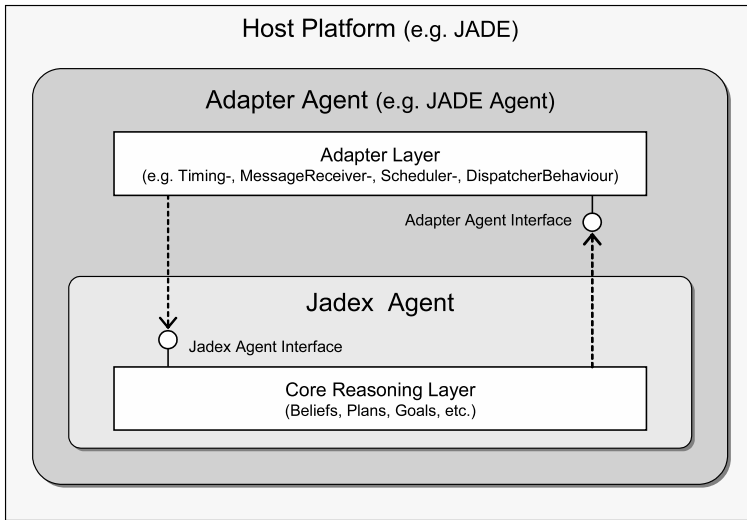 Host Platform (e.g. JADE)
Adapter Agent (e.g. JADE Agent)
Adapter Layer
(e.g. Timing-, MessageReceiver-, Scheduler-, DispatcherBehaviour)
Adapter Agent Interface
Jadex Agent
Jadex Agent Interface
Core Reasoning Layer
(Beliefs, Plans, Goals, etc.)